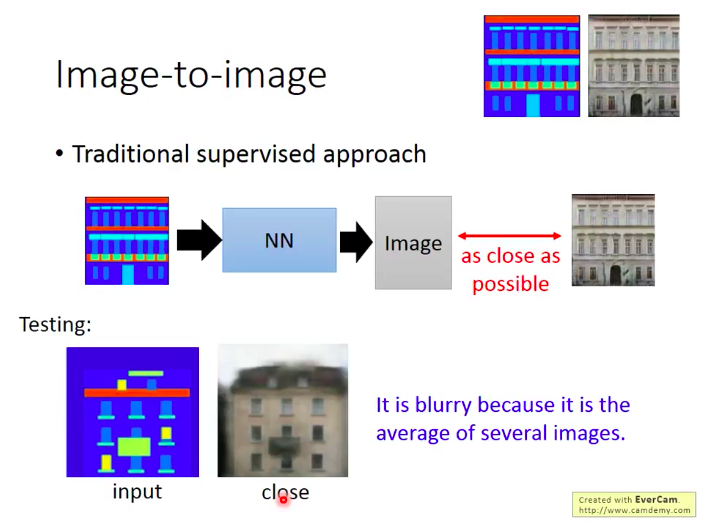 Image-to-image
• Traditional supervised approach
NN
Image
as close as
possible
Testing:
It is blurry because it is the
average of several images.
input
close
Created with EverCam.
http://www.camdemy.com